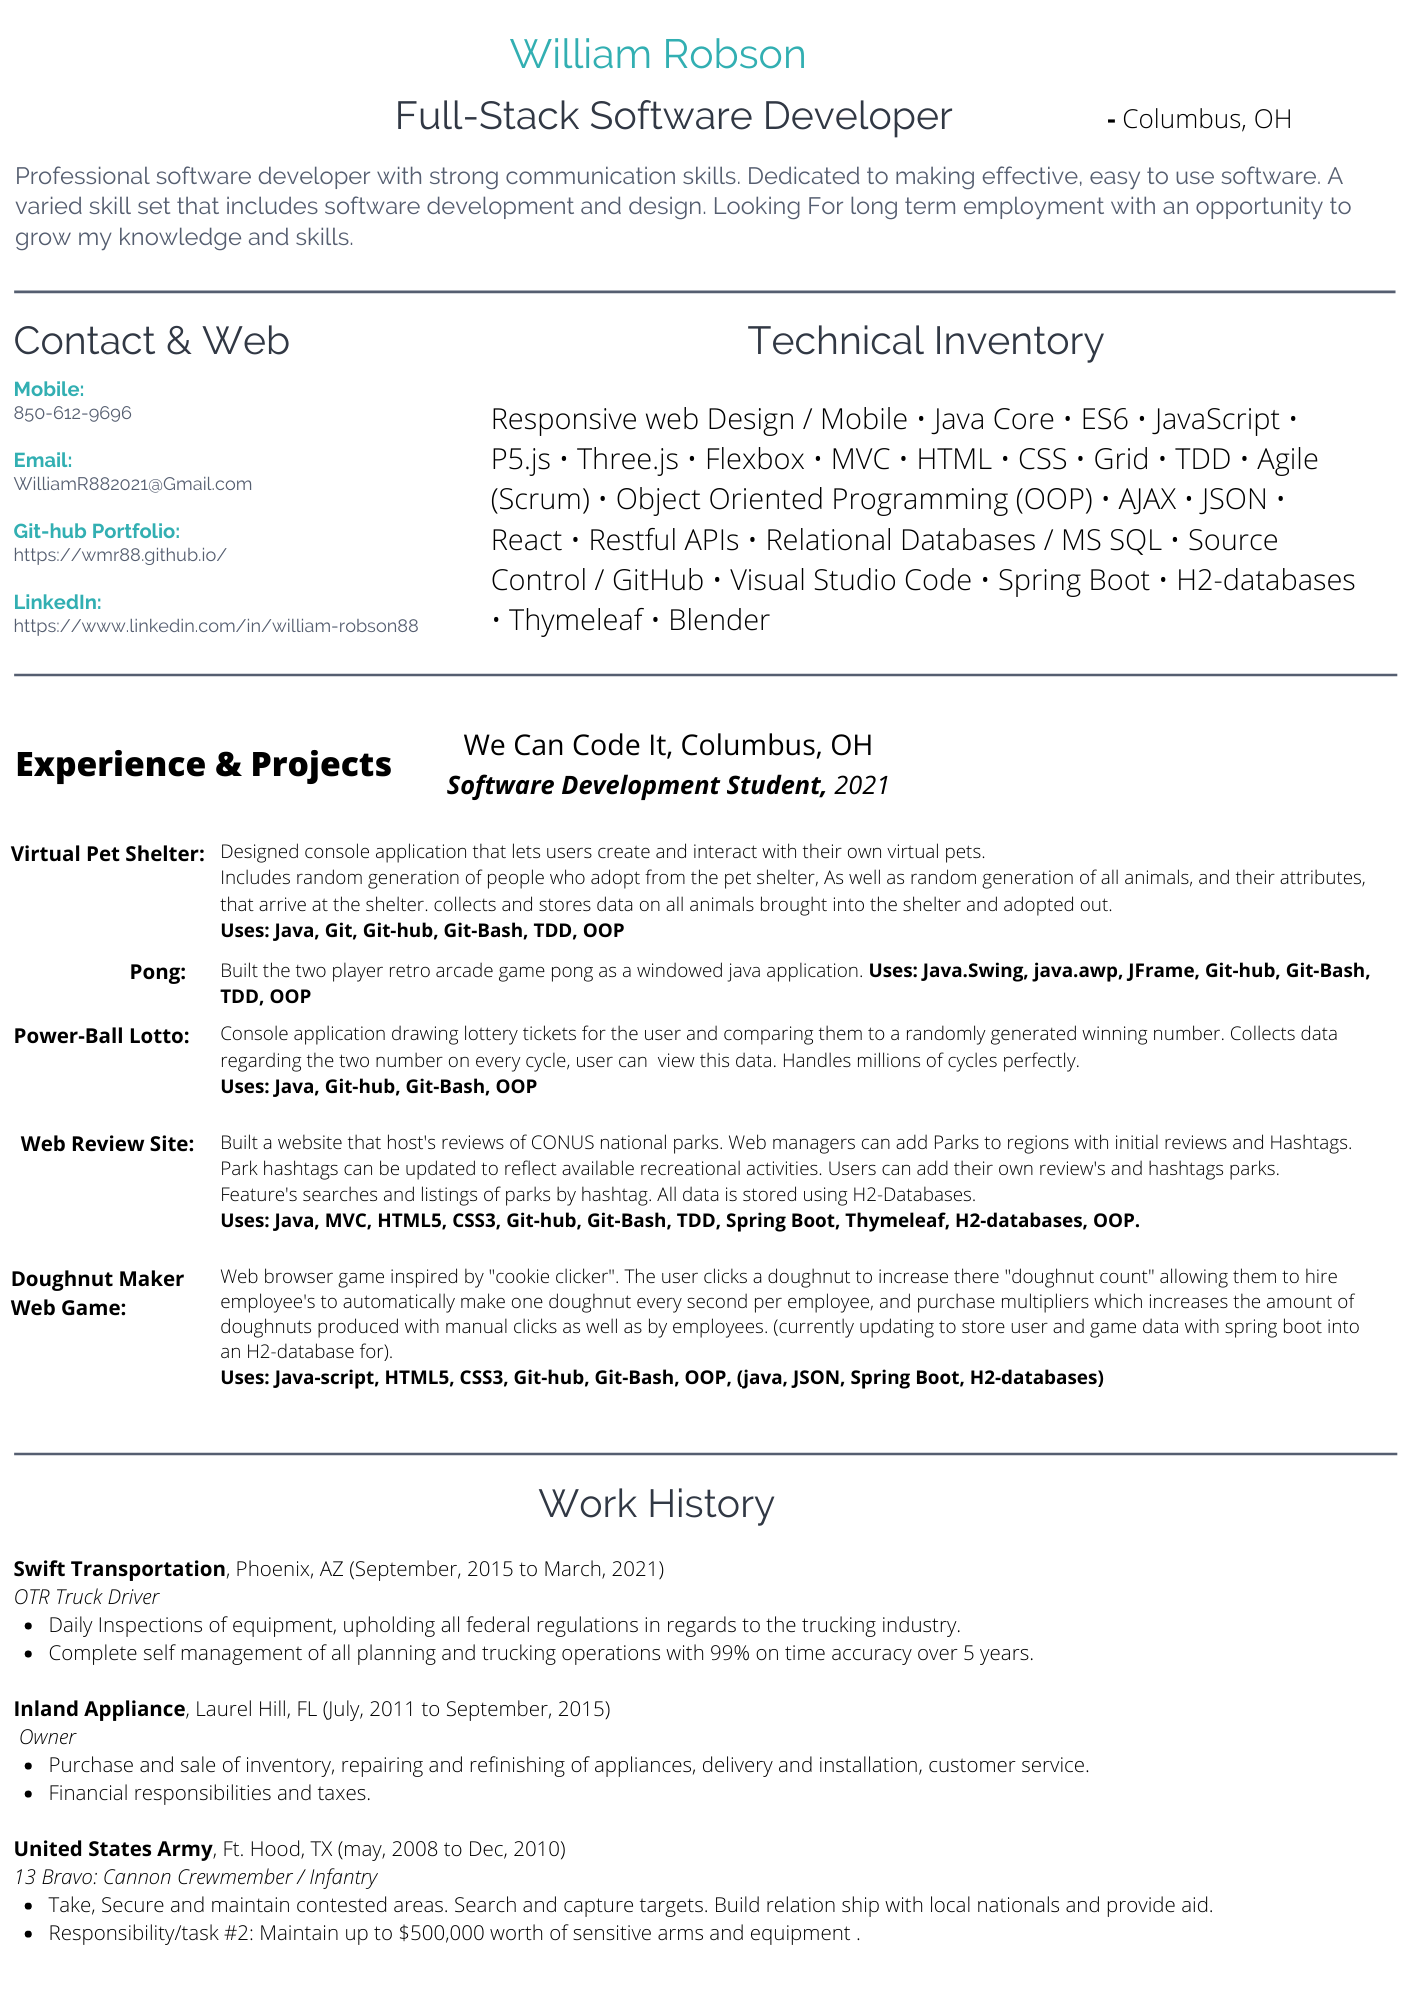 William Robson
Full-Stack Software Developer
- Columbus, OH
Professional software developer with strong communication skills. Dedicated to making effective, easy to use software. A
varied skill set that includes software development and design. Looking For long term employment with an opportunity to
grow my knowledge and skills.
Contact & Web
Mobile:
850-612-9696
Email:
WilliamR882021@Gmail.com
Git-hub Portfolio:
https://wmr88.github.io/
LinkedIn:
https://www.linkedin.com/in/william-robson88
Technical Inventory
Responsive web Design / Mobile • Java Core • ES6 • JavaScript •
P5.js • Three.js • Flexbox • MVC • HTML • CSS • Grid • TDD • Agile
(Scrum) • Object Oriented Programming (OOP) • AJAX • JSON •
React • Restful APIs • Relational Databases / MS SQL • Source
Control / GitHub • Visual Studio Code • Spring Boot • H2-databases
• Thymeleaf • Blender
Experience & Projects
We Can Code It, Columbus, OH
Software Development Student, 2021
Virtual Pet Shelter:
Designed console application that lets users create and interact with their own virtual pets.
Includes random generation of people who adopt from the pet shelter, As well as random generation of all animals, and their attributes,
that arrive at the shelter. collects and stores data on all animals brought into the shelter and adopted out.
Uses: Java, Git, Git-hub, Git-Bash, TDD, OOP
Pong:
Built the two player retro arcade game pong as a windowed java application. Uses: Java.Swing, java.awp, JFrame, Git-hub, Git-Bash,
TDD, OOP
Power-Ball Lotto:
Console application drawing lottery tickets for the user and comparing them to a randomly generated winning number. Collects data
regarding the two number on every cycle, user can view this data. Handles millions of cycles perfectly.
Uses: Java, Git-hub, Git-Bash, OOP
Web Review Site:
Built a website that host's reviews of CONUS national parks. Web managers can add Parks to regions with initial reviews and Hashtags.
Park hashtags can be updated to reflect available recreational activities. Users can add their own review's and hashtags parks.
Feature's searches and listings of parks by hashtag. All data is stored using H2-Databases.
Uses: Java, MVC, HTML5, CSS3, Git-hub, Git-Bash, TDD, Spring Boot, Thymeleaf, H2-databases, OOP.
Doughnut Maker
Web Game:
Web browser game inspired by "cookie clicker". The user clicks a doughnut to increase there "doughnut count" allowing them to hire
employee's to automatically make one doughnut every second per employee, and purchase multipliers which increases the amount of
doughnuts produced with manual clicks as well as by employees. (currently updating to store user and game data with spring boot into
an H2-database for).
Uses: Java-script, HTML5, CSS3, Git-hub, Git-Bash, OOP, (java, JSON, Spring Boot, H2-databases)
Work History
Swift Transportation, Phoenix, AZ (September, 2015 to March, 2021)
OTR Truck Driver
• Daily Inspections of equipment, upholding all federal regulations in regards to the trucking industry.
• Complete self management of all planning and trucking operations with 99% on time accuracy over 5 years.
Inland Appliance, Laurel Hill, FL (July, 2011 to September, 2015)
Owner
• Purchase and sale of inventory, repairing and refinishing of appliances, delivery and installation, customer service.
• Financial responsibilities and taxes.
United States Army, Ft. Hood, TX (may, 2008 to Dec, 2010)
13 Bravo: Cannon Crewmember / Infantry
• Take, Secure and maintain contested areas. Search and capture targets. Build relation ship with local nationals and provide aid.
• Responsibility/task #2: Maintain up to $500,000 worth of sensitive arms and equipment .